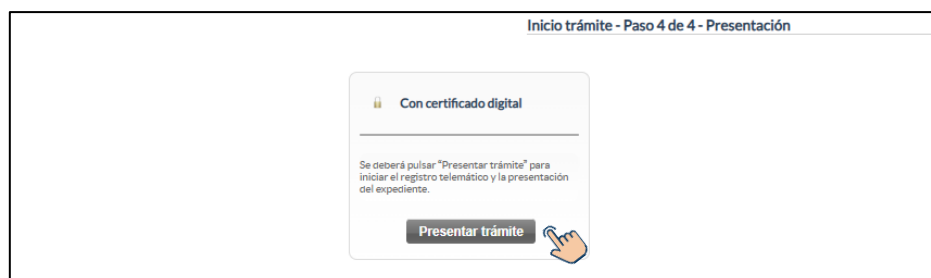 Inicio trámite - Paso 4 de 4 - Presentación
Con certificado digital
Se deberá pulsar "Presentar trámite" para
iniciar el registro telemático y la presentación
del expediente.
Presentar trámite